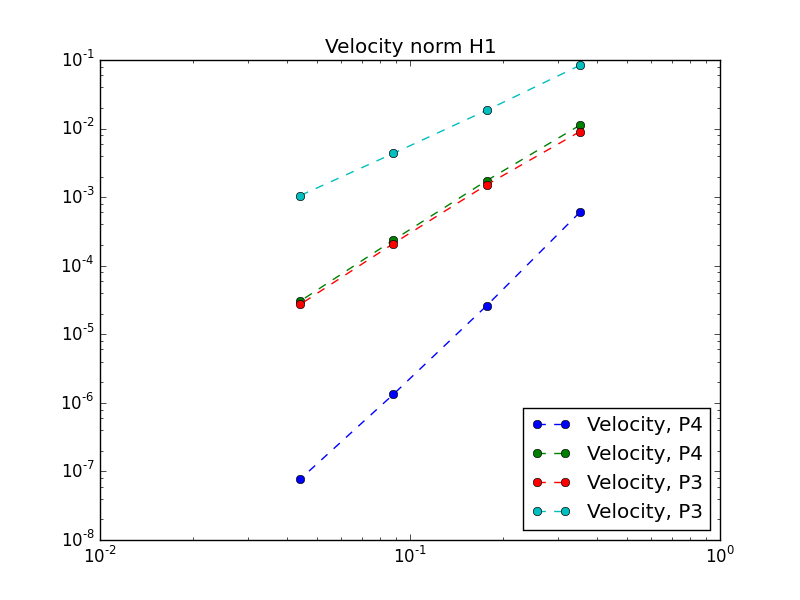 Velocity norm H1
10^-1
10^-2
10^-3
10^-4
10^-5
10^-6
10^-7
10^-8
Velocity, P4
Velocity, P4
Velocity, P3
Velocity, P3
10^-2 10^-1 10^0